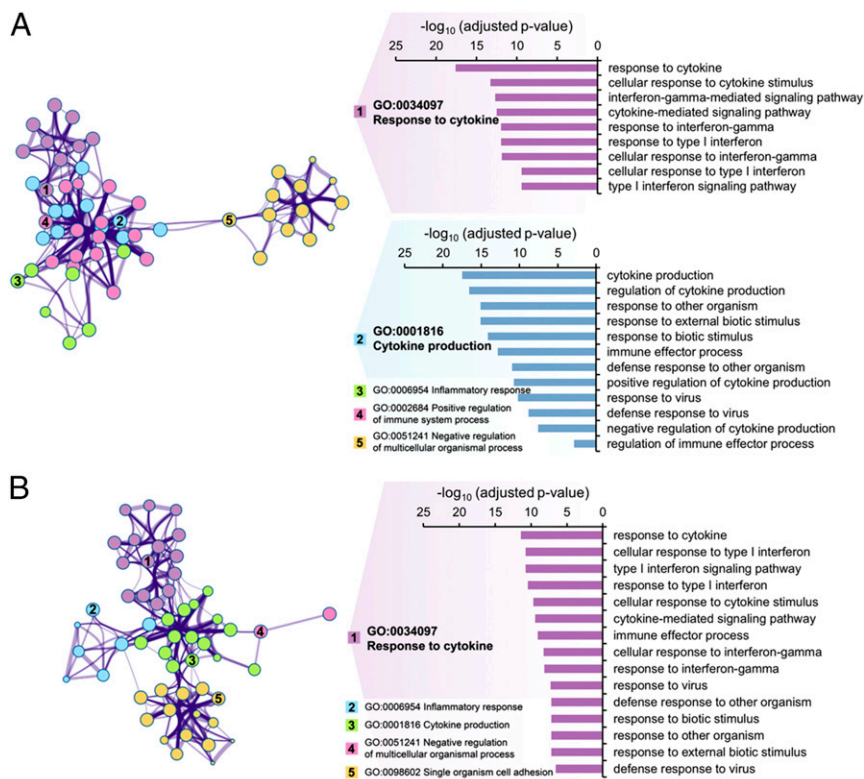 A
-log10 (adjusted p-value)
25 20 15 10 5 0
1 GO:0034097
Response to cytokine
response to cytokine
cellular response to cytokine stimulus
interferon-gamma-mediated signaling pathway
cytokine-mediated signaling pathway
response to interferon-gamma
response to type I interferon
cellular response to interferon-gamma
cellular response to type I interferon
type I interferon signaling pathway
1
4
2
5
3
-log10 (adjusted p-value)
25 20 15 10 5 0
2 GO:0001816
Cytokine production
cytokine production
regulation of cytokine production
response to other organism
response to external biotic stimulus
response to biotic stimulus
immune effector process
defense response to other organism
positive regulation of cytokine production
response to virus
defense response to virus
negative regulation of cytokine production
regulation of immune effector process
3 GO:0006954 Inflammatory response
4 GO:0002684 Positive regulation
of immune system process
5 GO:0051241 Negative regulation
of multicellular organismal process
B
-log10 (adjusted p-value)
25 20 15 10 5 0
1 GO:0034097
Response to cytokine
response to cytokine
cellular response to type I interferon
type I interferon signaling pathway
response to type I interferon
cellular response to cytokine stimulus
cytokine-mediated signaling pathway
immune effector process
cellular response to interferon-gamma
response to interferon-gamma
response to virus
defense response to other organism
response to biotic stimulus
response to other organism
response to external biotic stimulus
defense response to virus
1
2
4
3
5
2 GO:0006954 Inflammatory response
3 GO:0001816 Cytokine production
4 GO:0051241 Negative regulation
of multicellular organismal process
5 GO:0098602 Single organism cell adhesion